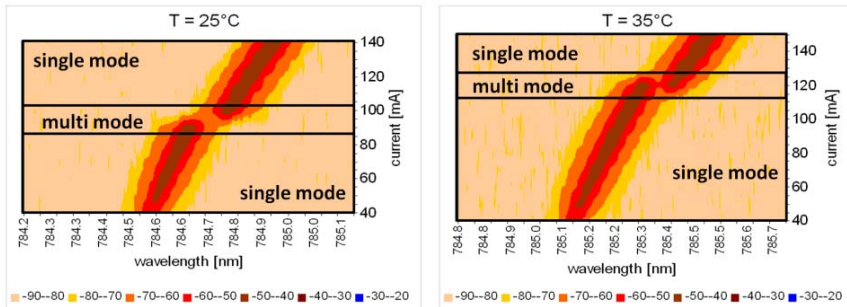 T = 25°C
single mode
multi mode
single mode
140
120
100
80
60
40
current [mA]
784.2
784.3
784.4
784.5
784.6
784.6
784.7
784.8
784.9
785.0
785.0
785.1
wavelength [nm]
-90--80 -80--70 -70--60 -60--50 -50--40 -40--30 -30--20
T = 35°C
single mode
multi mode
single mode
140
120
100
80
60
40
current [mA]
784.8
784.8
784.9
785.0
785.1
785.2
785.2
785.3
785.4
785.5
785.6
785.7
wavelength [nm]
-90--80 -80--70 -70--60 -60--50 -50--40 -40--30 -30--20